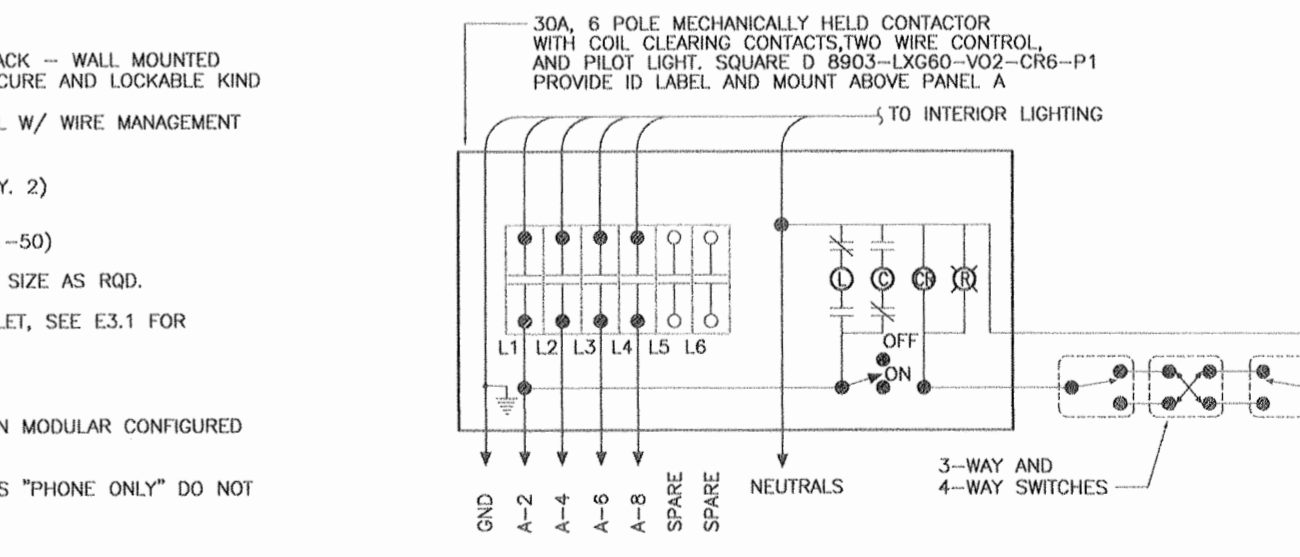 ACK - WALL MOUNTED
CURE AND LOCKABLE KIND
L W/ WIRE MANAGEMENT
Y. 2)
-50)
SIZE AS RQD.
LET, SEE E3.1 FOR
N MODULAR CONFIGURED
S "PHONE ONLY" DO NOT
30A, 6 POLE MECHANICALLY HELD CONTACTOR
WITH COIL CLEARING CONTACTS,TWO WIRE CONTROL,
AND PILOT LIGHT. SQUARE D 8903-LXG60-VO2-CR6-P1
PROVIDE ID LABEL AND MOUNT ABOVE PANEL A
TO INTERIOR LIGHTING
L C CR R
L1 L2 L3 L4 L5 L6
OFF
ON
GND
A-2
A-4
A-6
A-8
SPARE
SPARE
NEUTRALS
3-WAY AND
4-WAY SWITCHES